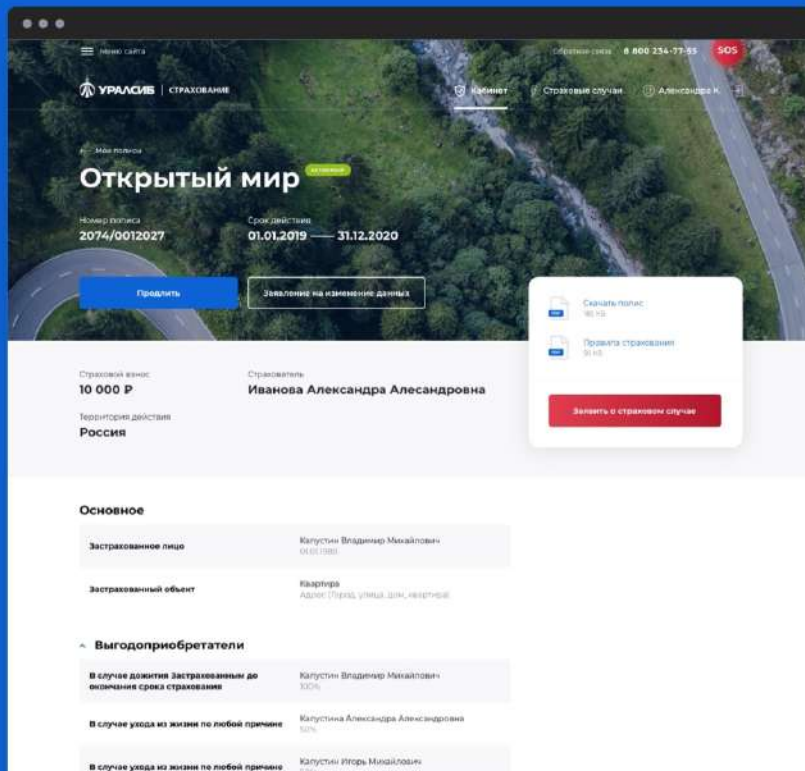 Меню сайта
Обратная связь 8 800 234-77-55 SOS
УРАЛСИБ | СТРАХОВАНИЕ
Кабинет Страховые случаи Александра К.
← Мои полисы
Открытый мир
Номер полиса Срок действия
2074/0012027 01.01.2019 —— 31.12.2020
Продлить Заявление на изменение данных
Скачать полис
Правила страхования
Заявить о страховом случае
Страховой взнос Страхователь
10 000 ₽ Иванова Александра Алесандровна
Территория действия
Россия
Основное
Застрахованное лицо Капустин Владимир Михайлович
01.01.1988
Застрахованный объект Квартира
Адрес (Город, улица, дом, квартира)
Выгодоприобретатели
В случае дожития Застрахованным до Капустин Владимир Михайлович
окончания срока страхования 100%
В случае ухода из жизни по любой причине Капустина Александра Александровна
50%
В случае ухода из жизни по любой причине Капустин Игорь Михайлович